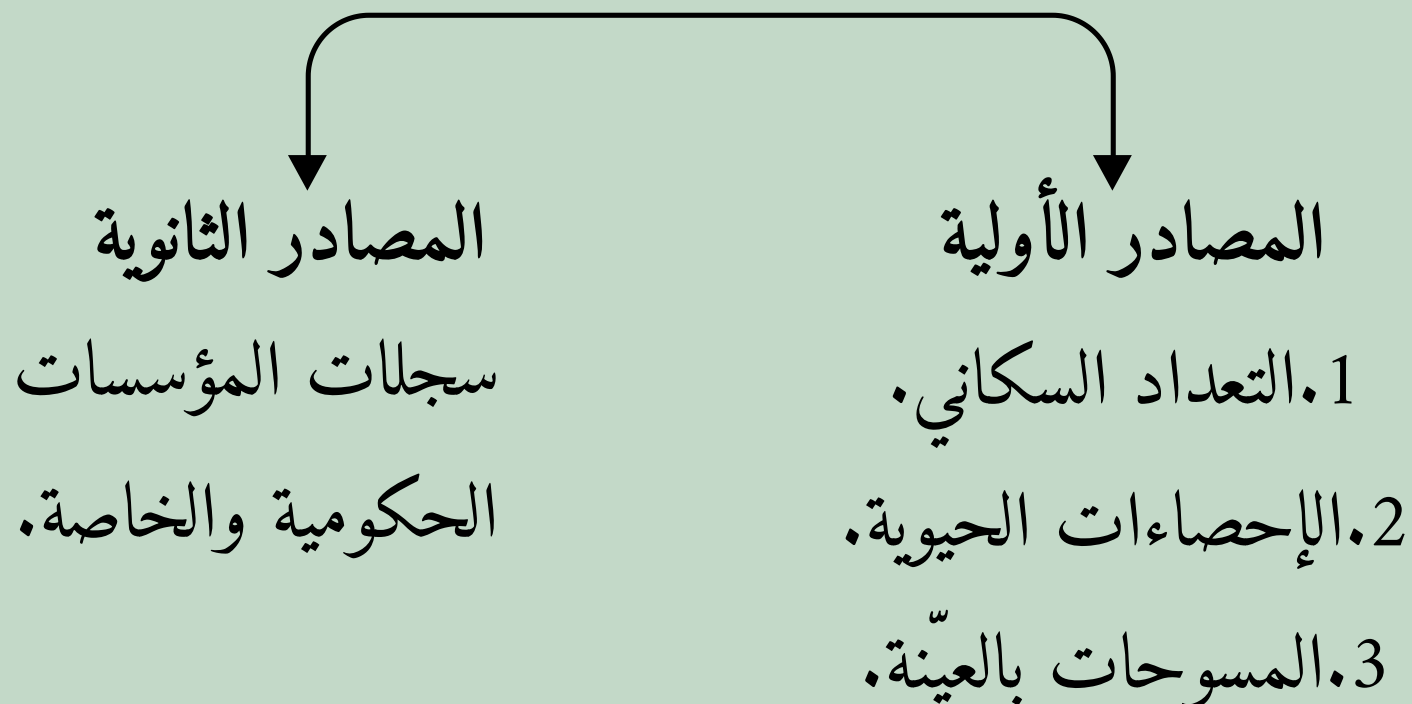 المصادر الأولية
1.التعداد السكاني.
2.الإحصاءات الحيوية.
3.المسوحات بالعيّنة.
المصادر الثانوية
سجلات المؤسسات
الحكومية والخاصة.